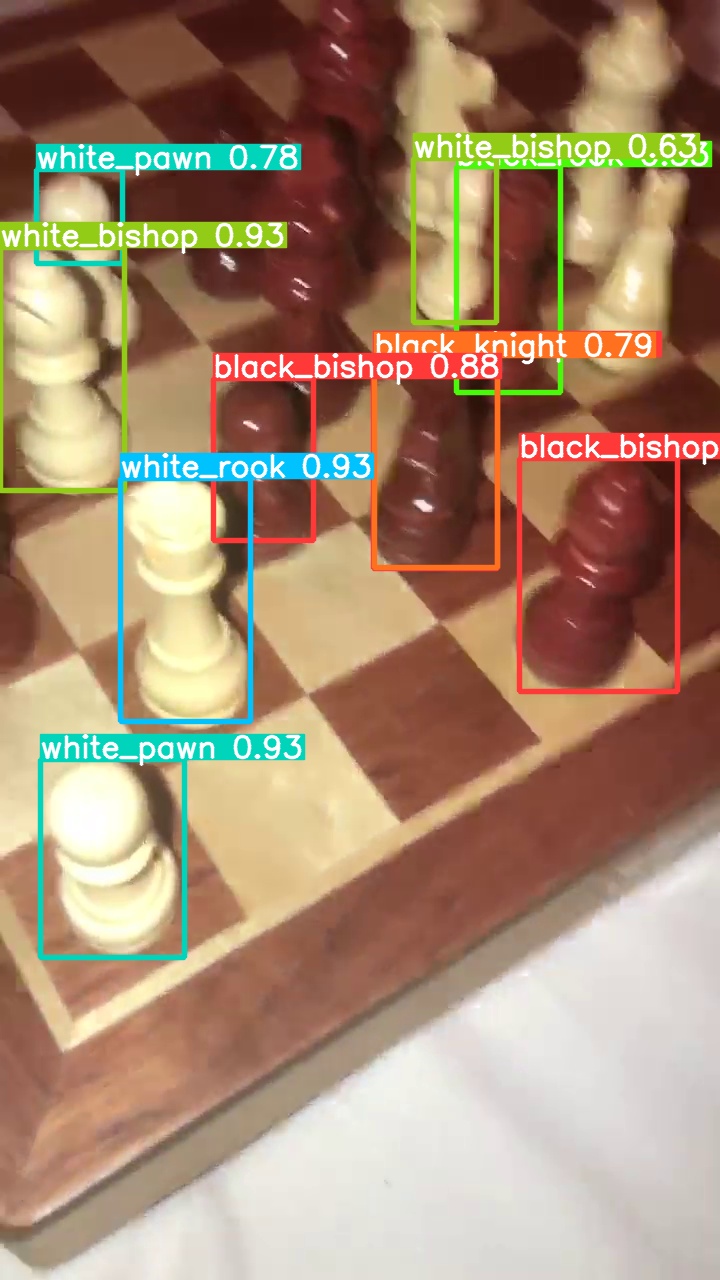 white_bishop 0.63
white_pawn 0.78
white_bishop 0.93
black_knight 0.79
black_bishop 0.88
black_bishop
white_rook 0.93
white_pawn 0.93